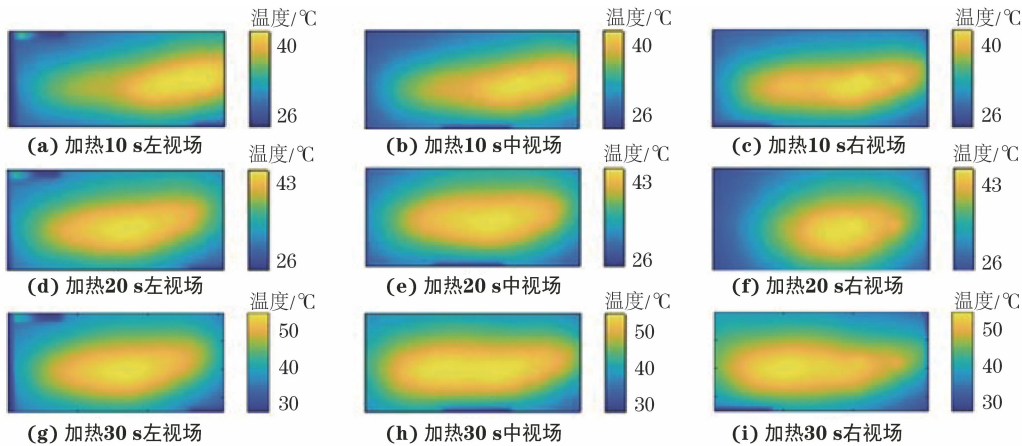 温度/℃ 温度/℃ 温度/℃
40 40 40
26 26 26
(a) 加热10 s左视场 (b) 加热10 s中视场 (c) 加热10 s右视场
温度/℃ 温度/℃ 温度/℃
43 43 43
26 26 26
(d) 加热20 s左视场 (e) 加热20 s中视场 (f) 加热20 s右视场
温度/℃ 温度/℃ 温度/℃
50 50 50
40 40 40
30 30 30
(g) 加热30 s左视场 (h) 加热30 s中视场 (i) 加热30 s右视场